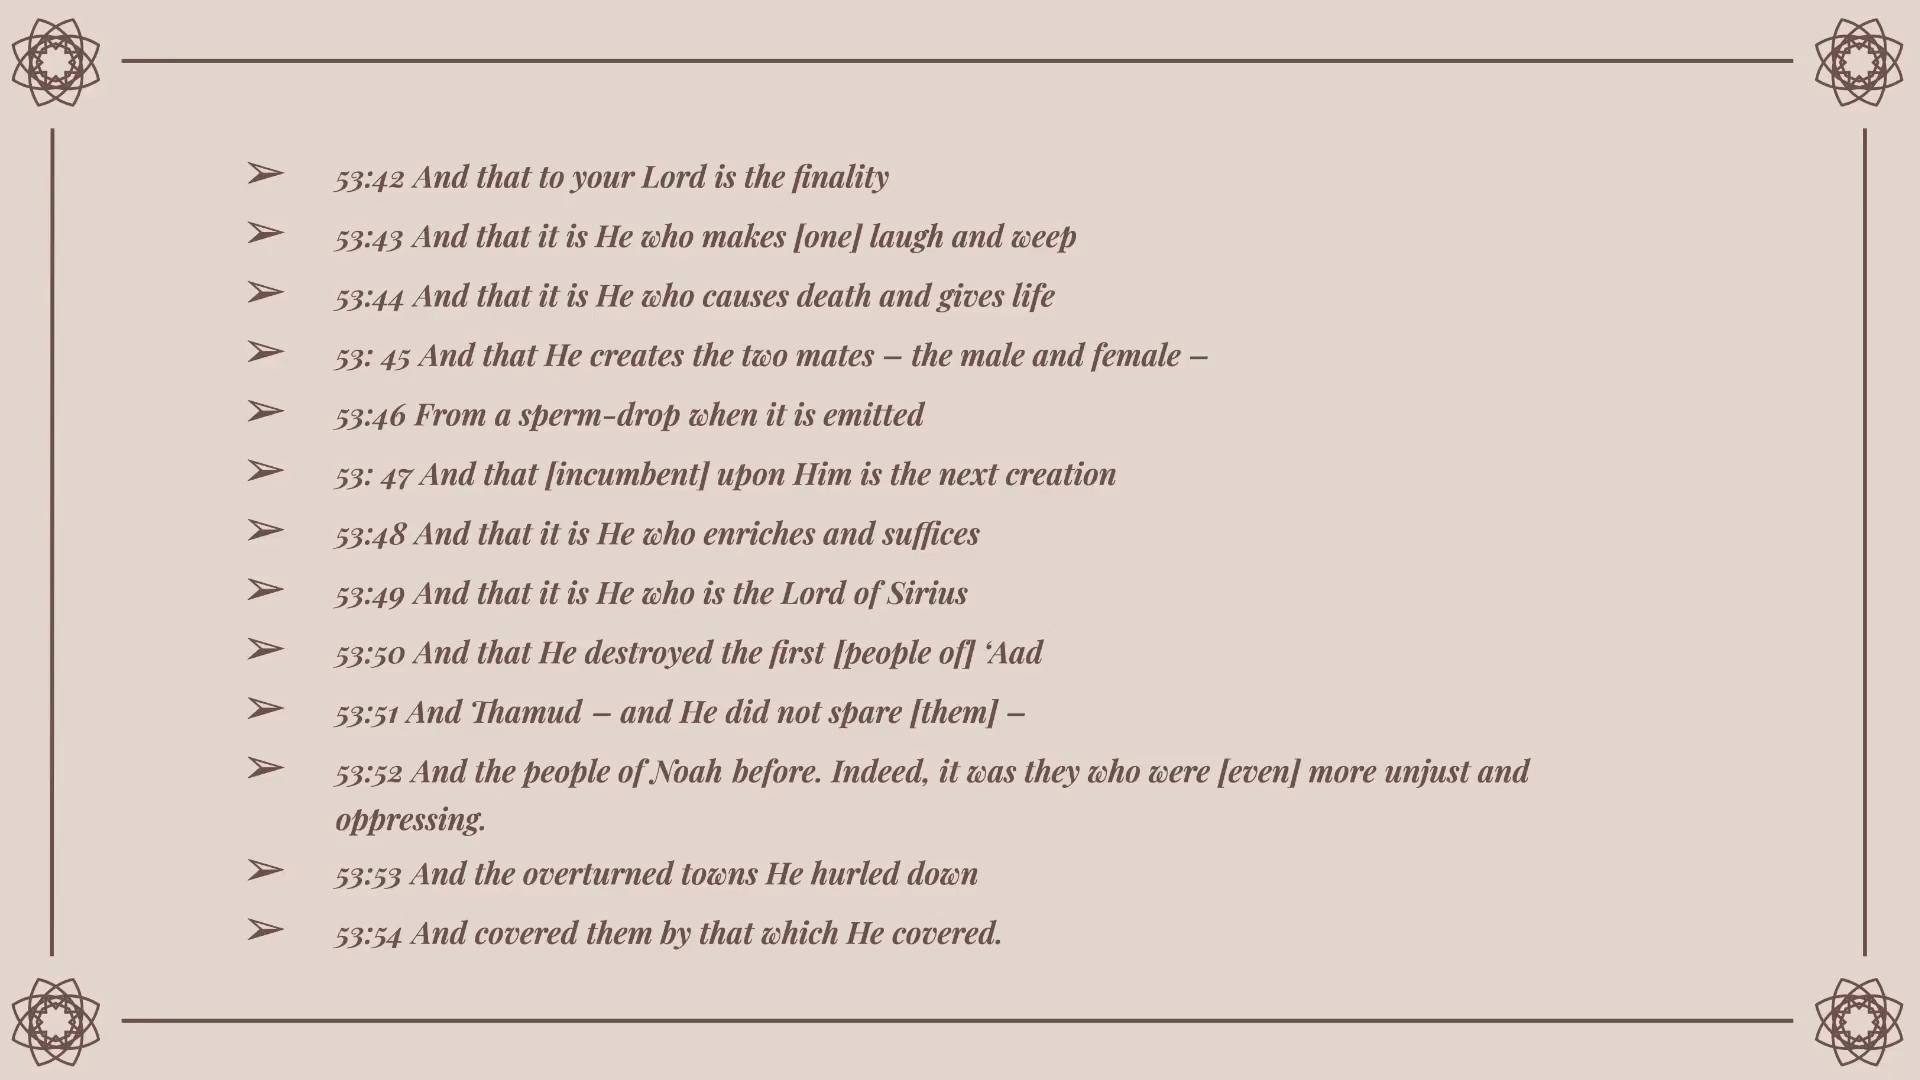 ➢ 53:42 And that to your Lord is the finality
➢ 53:43 And that it is He who makes [one] laugh and weep
➢ 53:44 And that it is He who causes death and gives life
➢ 53: 45 And that He creates the two mates – the male and female –
➢ 53:46 From a sperm-drop when it is emitted
➢ 53: 47 And that [incumbent] upon Him is the next creation
➢ 53:48 And that it is He who enriches and suffices
➢ 53:49 And that it is He who is the Lord of Sirius
➢ 53:50 And that He destroyed the first [people of] ‘Aad
➢ 53:51 And Thamud – and He did not spare [them] –
➢ 53:52 And the people of Noah before. Indeed, it was they who were [even] more unjust and
oppressing.
➢ 53:53 And the overturned towns He hurled down
➢ 53:54 And covered them by that which He covered.